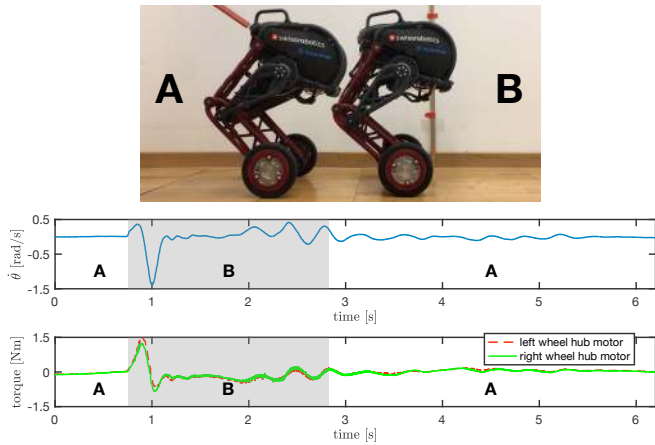 A
B
swissrobotics
swissrobotics
0.5
-0.5
-1.5
θ̇ [rad/s]
A
B
A
0
1
2
3
4
5
6
time [s]
1.5
0
-1.5
torque [Nm]
left wheel hub motor
right wheel hub motor
A
B
A
0
1
2
3
4
5
6
time [s]